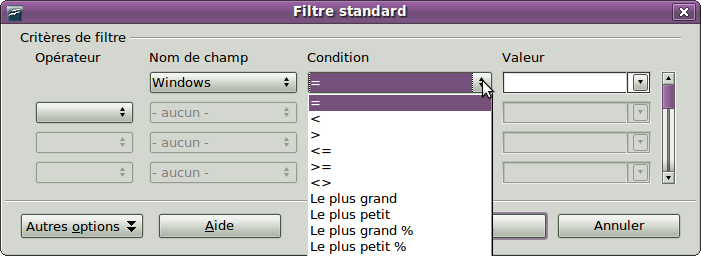 Filtre standard
Critères de filtre
Opérateur Nom de champ Condition Valeur
Windows =
- aucun - =
<
- aucun - >
<=
- aucun - >=
<>
Le plus grand
Le plus petit
Autres options Aide Le plus grand % Annuler
Le plus petit %